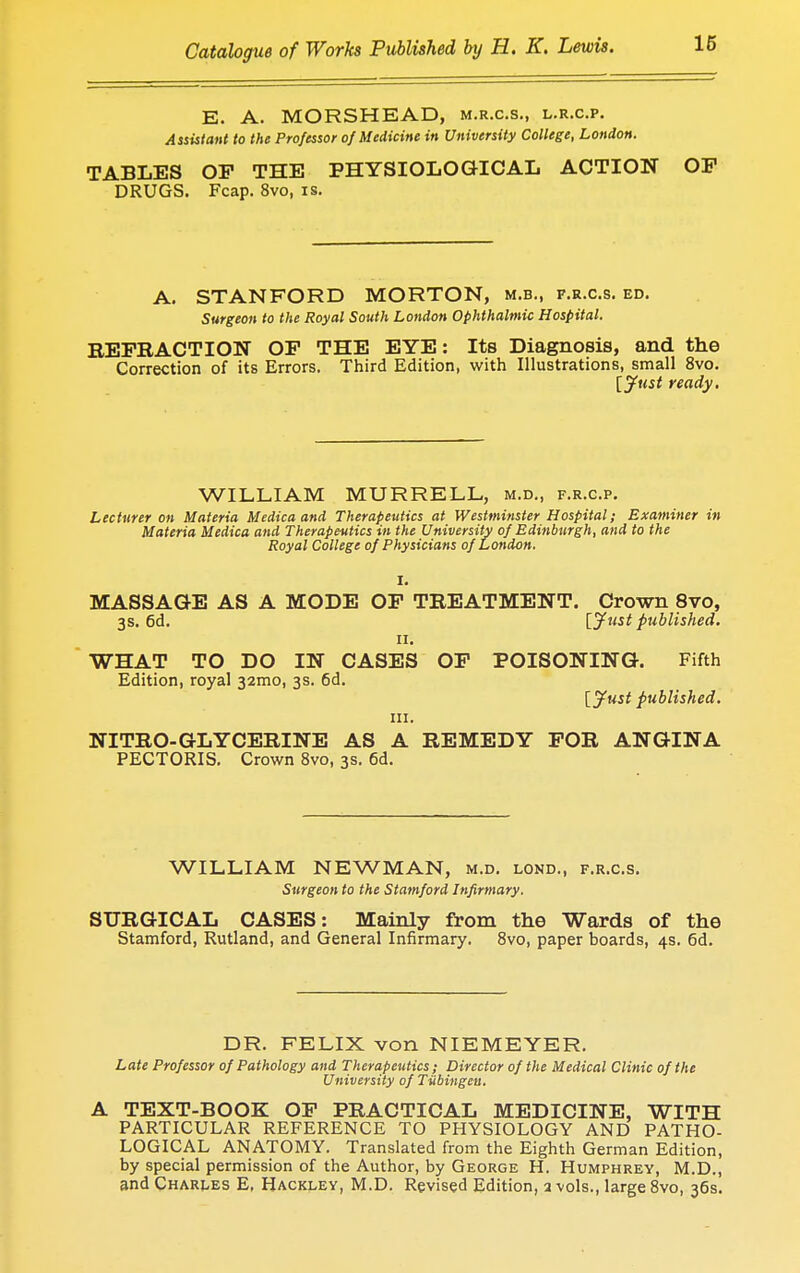 Catalogue of Works Published by H. K. Lewis. 15
E. A. MORSHEAD, M.R.C.S., L.R.C.P.
Assistant to the Professor of Medicine in University College, London.
TABLES OF THE PHYSIOLOGICAL ACTION OF
DRUGS. Fcap. 8vo, 1s.
A. STANFORD MORTON, M.B., F.R.C.S. ED.
Surgeon to the Royal South London Ophthalmic Hospital.
REFRACTION OF THE EYE: Its Diagnosis, and the
Correction of its Errors. Third Edition, with Illustrations, small 8vo.
[Just ready.
WILLIAM MURRELL, M.D., F.R.C.P.
Lecturer on Materia Medica and Therapeutics at Westminster Hospital; Examiner in
Materia Medica and Therapeutics in the University of Edinburgh, and to the
Royal College of Physicians of London.
I.
MASSAGE AS A MODE OF TREATMENT. Crown 8vo,
3s. 6d. [Just published.
II.
WHAT TO DO IN CASES OF POISONING. Fifth
Edition, royal 32mo, 3s. 6d.
[Just published.
III.
NITRO-GLYCERINE AS A REMEDY FOR ANGINA
PECTORIS. Crown 8vo, 3s. 6d.
WILLIAM NEWMAN, M.D. LOND., F.R.C.S.
Surgeon to the Stamford Infirmary.
SURGICAL CASES: Mainly from the Wards of the
Stamford, Rutland, and General Infirmary. 8vo, paper boards, 4s. 6d.
DR. FELIX von NIEMEYER.
Late Professor of Pathology and Therapeutics; Director of the Medical Clinic of the
University of Tübingen.
A TEXT-BOOK OF PRACTICAL MEDICINE, WITH
PARTICULAR REFERENCE TO PHYSIOLOGY AND PATHO-
LOGICAL ANATOMY. Translated from the Eighth German Edition,
by special permission of the Author, by GEORGE H. HUMPHREY, M.D.,
and CHARLES E, HACKLEY, M.D. Revised Edition, 2 vols., large 8vo, 36s.